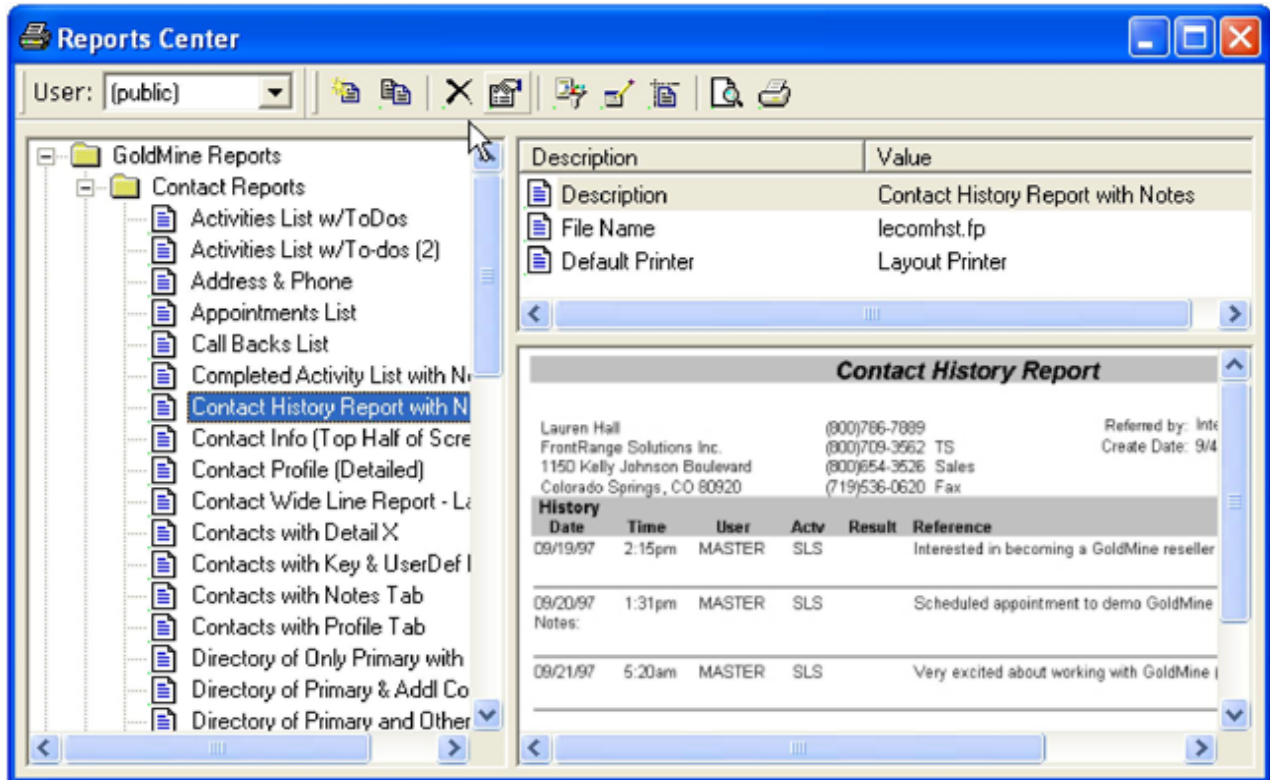 Reports Center
User: (public)
GoldMine Reports
Contact Reports
Activities List w/ToDos
Activities List w/To-dos (2)
Address & Phone
Appointments List
Call Backs List
Completed Activity List with
Contact History Report with N
Contact Info (Top Half of Scre
Contact Profile (Detailed)
Contact Wide Line Report - La
Contacts with Detail X
Contacts with Key & UserDef
Contacts with Notes Tab
Contacts with Profile Tab
Directory of Only Primary with
Directory of Primary & Addl Co
Directory of Primary and Other
Description Value
Description Contact History Report with Notes
File Name lecomhst.fp
Default Printer Layout Printer
Contact History Report
Lauren Hall (800)786-7889 Referred by: Inte
FrontRange Solutions Inc. (800)709-3562 TS Create Date: 9/4
1150 Kelly Johnson Boulevard (800)654-3526 Sales
Colorado Springs, CO 80920 (719)536-0620 Fax
History
Date Time User Actv Result Reference
09/19/97 2:15pm MASTER SLS Interested in becoming a GoldMine reseller
09/20/97 1:31pm MASTER SLS Scheduled appointment to demo GoldMine
Notes:
09/21/97 5:20am MASTER SLS Very excited about working with GoldMine